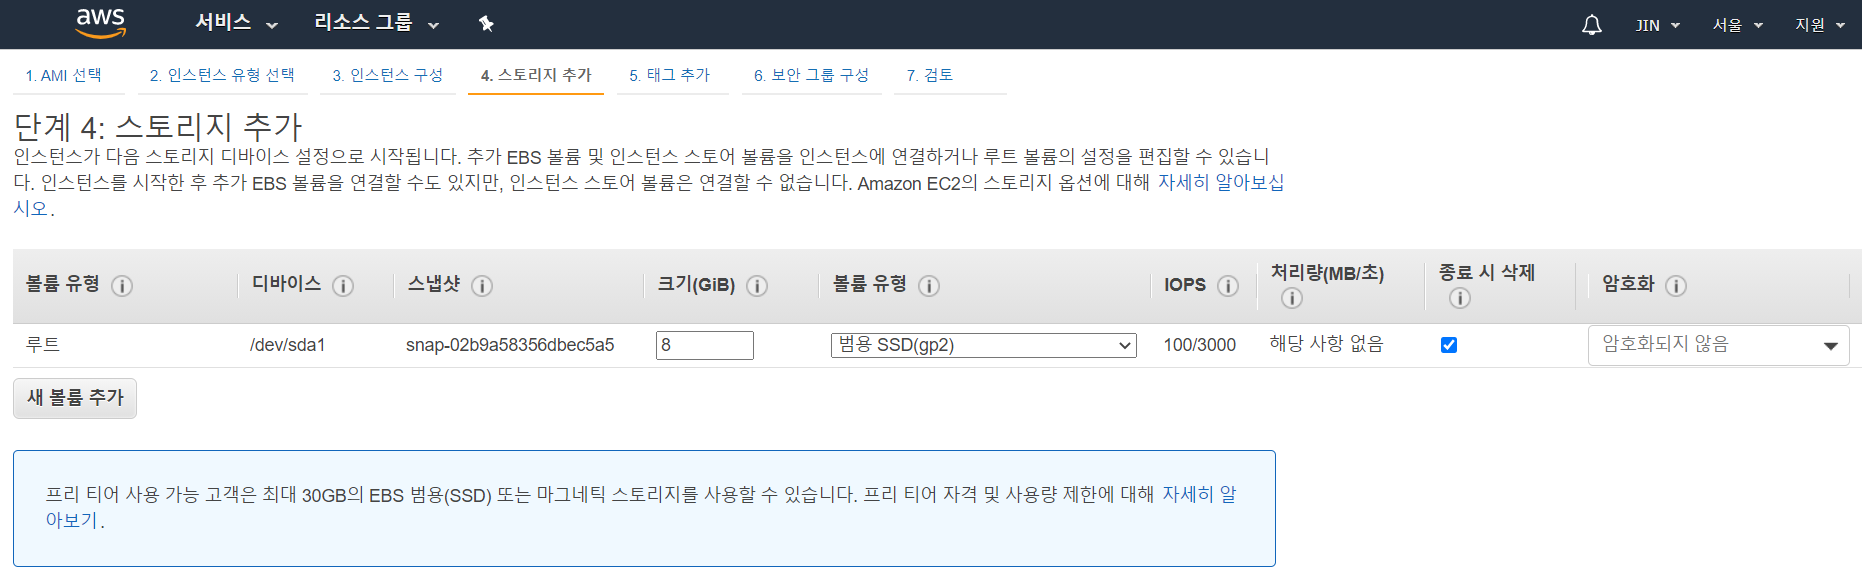 aws 서비스 리소스 그룹 JIN 서울 지원
1. AMI 선택 2. 인스턴스 유형 선택 3. 인스턴스 구성 4. 스토리지 추가 5. 태그 추가 6. 보안 그룹 구성 7. 검토
단계 4: 스토리지 추가
인스턴스가 다음 스토리지 디바이스 설정으로 시작됩니다. 추가 EBS 볼륨 및 인스턴스 스토어 볼륨을 인스턴스에 연결하거나 루트 볼륨의 설정을 편집할 수 있습니
다. 인스턴스를 시작한 후 추가 EBS 볼륨을 연결할 수도 있지만, 인스턴스 스토어 볼륨은 연결할 수 없습니다. Amazon EC2의 스토리지 옵션에 대해 자세히 알아보십
시오.
볼륨 유형 디바이스 스냅샷 크기(GiB) 볼륨 유형 IOPS 처리량(MB/초) 종료 시 삭제 암호화
루트 /dev/sda1 snap-02b9a58356dbec5a5 8 범용 SSD(gp2) 100/3000 해당 사항 없음 암호화되지 않음
새 볼륨 추가
프리 티어 사용 가능 고객은 최대 30GB의 EBS 범용(SSD) 또는 마그네틱 스토리지를 사용할 수 있습니다. 프리 티어 자격 및 사용량 제한에 대해 자세히 알
아보기.